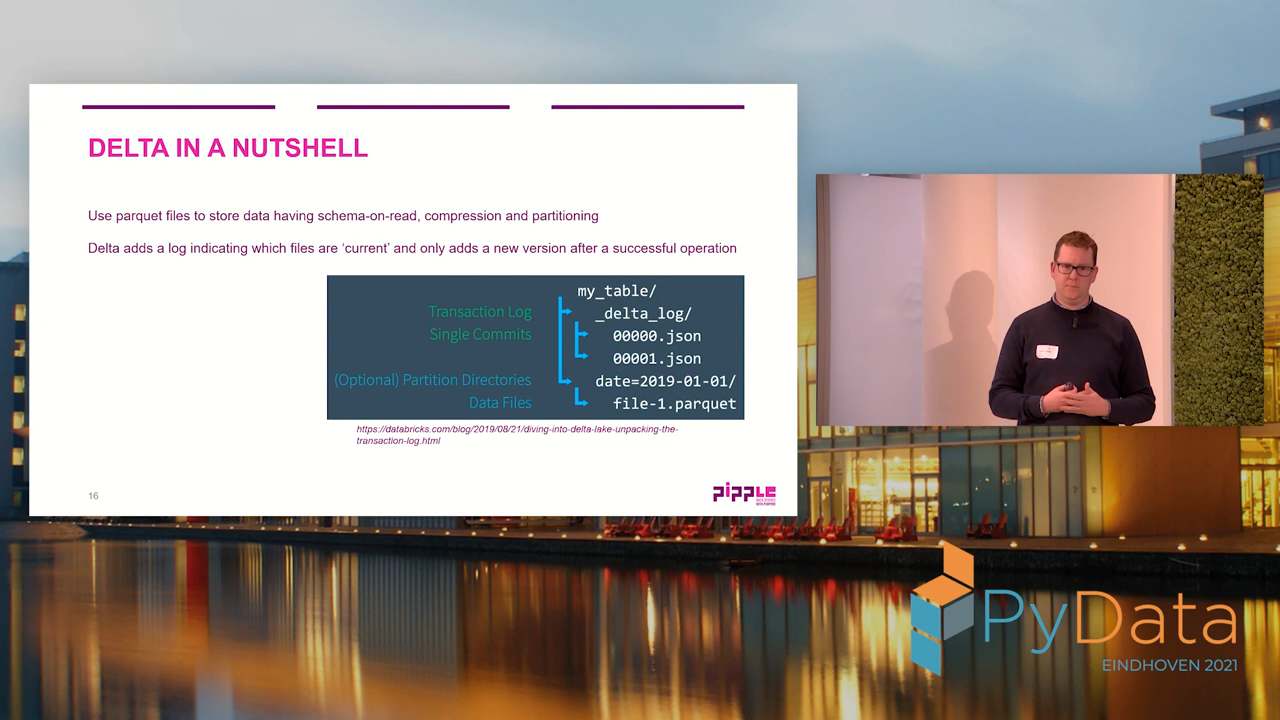 DELTA IN A NUTSHELL
Use parquet files to store data having schema-on-read, compression and partitioning
Delta adds a log indicating which files are ‘current’ and only adds a new version after a successful operation
my_table/
Transaction Log
_delta_log/
Single Commits
00000.json
00001.json
(Optional) Partition Directories
date=2019-01-01/
Data Files
file-1.parquet
https://databricks.com/blog/2019/08/21/diving-into-delta-lake-unpacking-the-
transaction-log.html
16
pipple
PyData
EINDHOVEN 2021